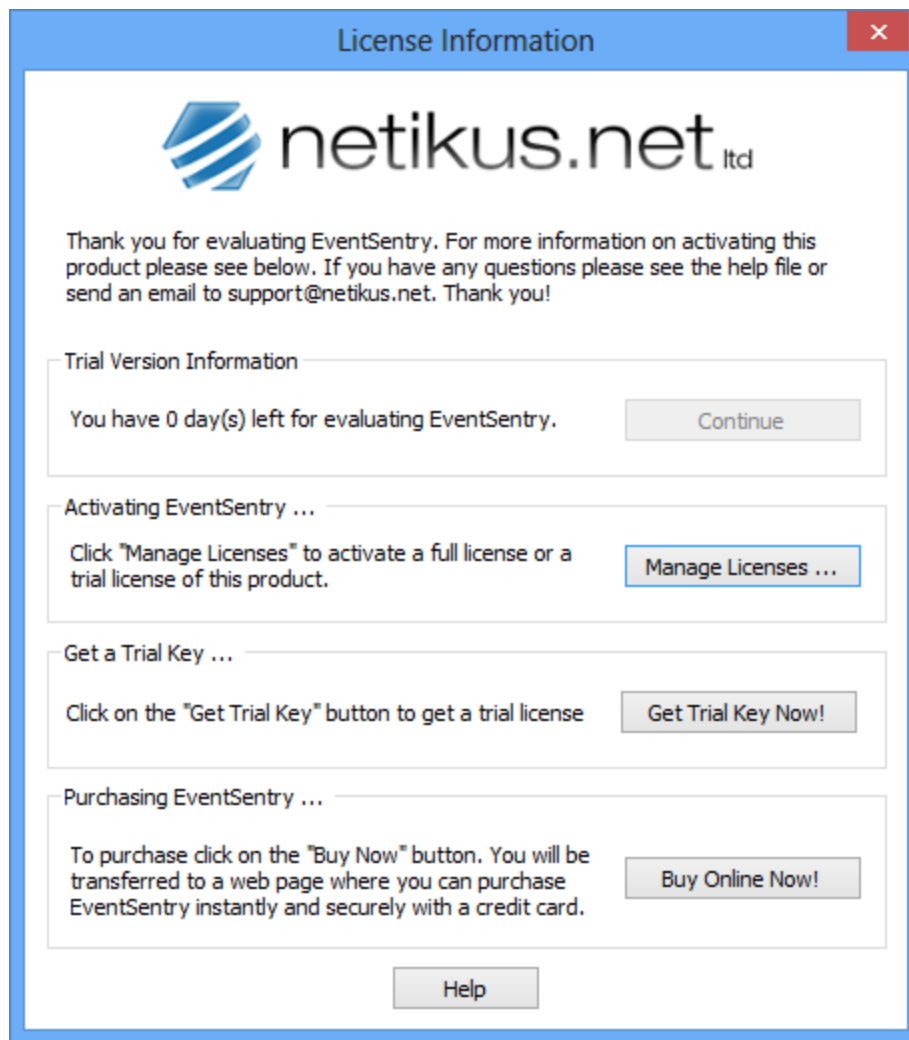 License Information
netikus.net ltd
Thank you for evaluating EventSentry. For more information on activating this
product please see below. If you have any questions please see the help file or
send an email to support@netikus.net. Thank you!
Trial Version Information
You have 0 day(s) left for evaluating EventSentry.
Continue
Activating EventSentry ...
Click "Manage Licenses" to activate a full license or a
trial license of this product.
Manage Licenses ...
Get a Trial Key ...
Click on the "Get Trial Key" button to get a trial license
Get Trial Key Now!
Purchasing EventSentry ...
To purchase click on the "Buy Now" button. You will be
transferred to a web page where you can purchase
EventSentry instantly and securely with a credit card.
Buy Online Now!
Help